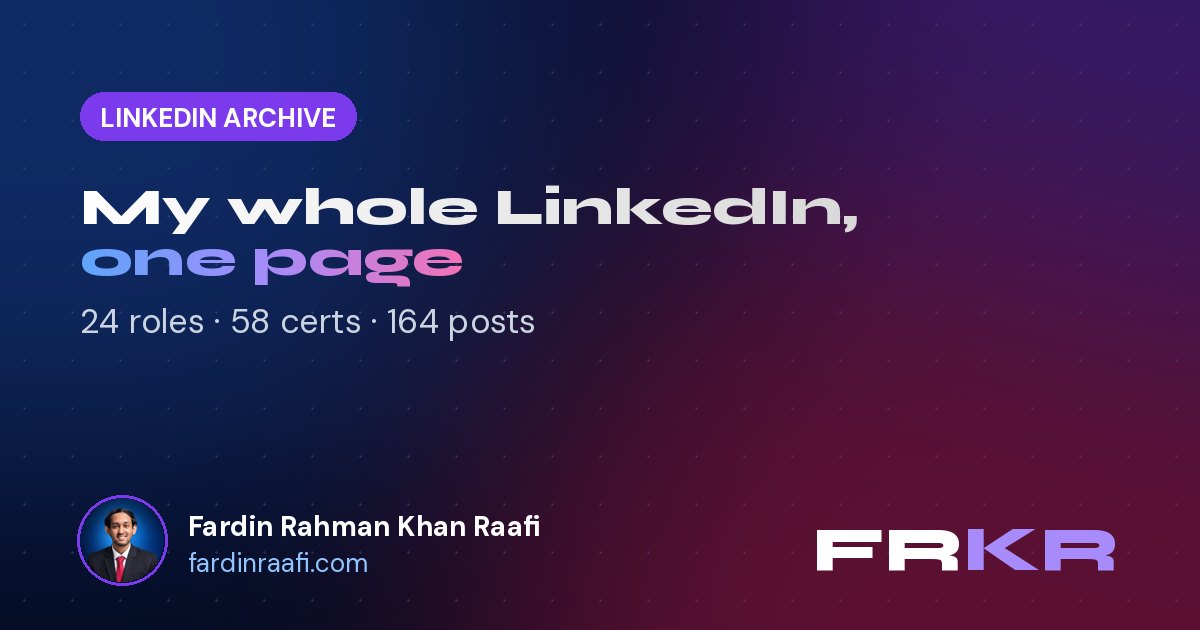 LINKEDIN ARCHIVE
My whole LinkedIn,
one page
24 roles · 58 certs · 164 posts
Fardin Rahman Khan Raafi
fardinraafi.com
FRKR